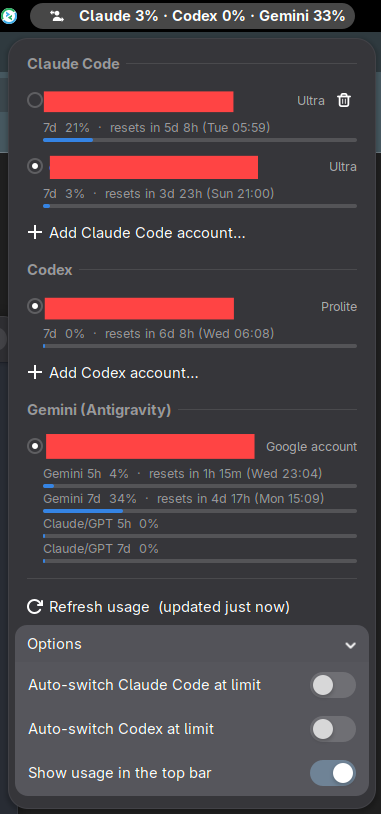 Claude 3% · Codex 0% · Gemini 33%
Claude Code
Ultra
7d 21% · resets in 5d 8h (Tue 05:59)
Ultra
7d 3% · resets in 3d 23h (Sun 21:00)
Add Claude Code account...
Codex
Prolite
7d 0% · resets in 6d 8h (Wed 06:08)
Add Codex account...
Gemini (Antigravity)
Google account
Gemini 5h 4% · resets in 1h 15m (Wed 23:04)
Gemini 7d 34% · resets in 4d 17h (Mon 15:09)
Claude/GPT 5h 0%
Claude/GPT 7d 0%
Refresh usage (updated just now)
Options
Auto-switch Claude Code at limit
Auto-switch Codex at limit
Show usage in the top bar